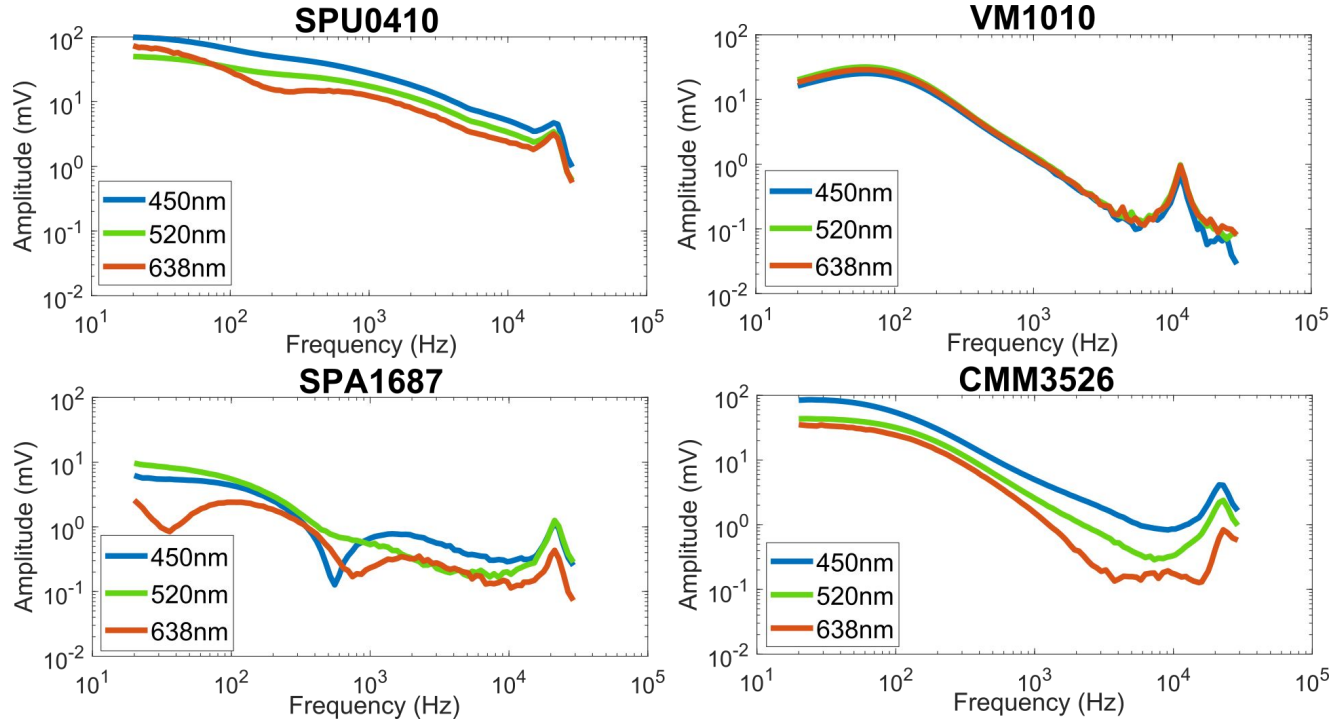 SPU0410
Amplitude (mV)
10^2
10^1
10^0
10^-1
10^-2
450nm
520nm
638nm
10^1 10^2 10^3 10^4 10^5
Frequency (Hz)
VM1010
Amplitude (mV)
10^2
10^1
10^0
10^-1
10^-2
450nm
520nm
638nm
10^1 10^2 10^3 10^4 10^5
Frequency (Hz)
SPA1687
Amplitude (mV)
10^2
10^1
10^0
10^-1
10^-2
450nm
520nm
638nm
10^1 10^2 10^3 10^4 10^5
Frequency (Hz)
CMM3526
Amplitude (mV)
10^2
10^1
10^0
10^-1
10^-2
450nm
520nm
638nm
10^1 10^2 10^3 10^4 10^5
Frequency (Hz)